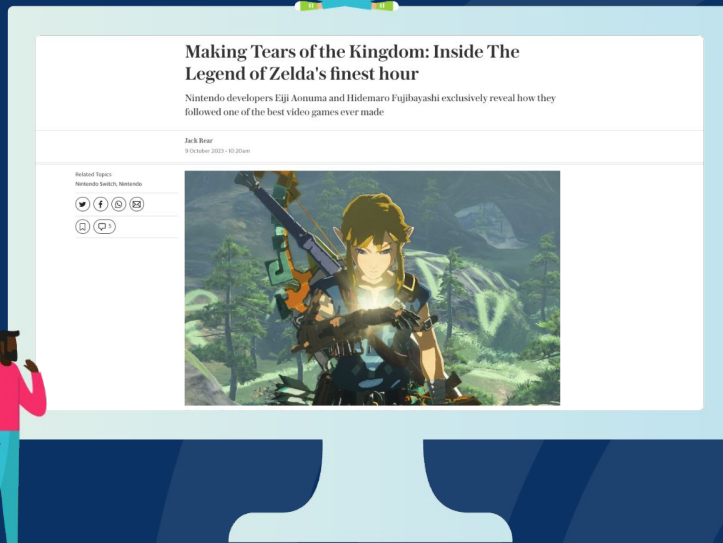 Making Tears of the Kingdom: Inside The
Legend of Zelda's finest hour
Nintendo developers Eiji Aonuma and Hidemaro Fujibayashi exclusively reveal how they
followed one of the best video games ever made
Jack Rear
9 October 2023 • 10:20am
Related Topics
Nintendo Switch, Nintendo
5